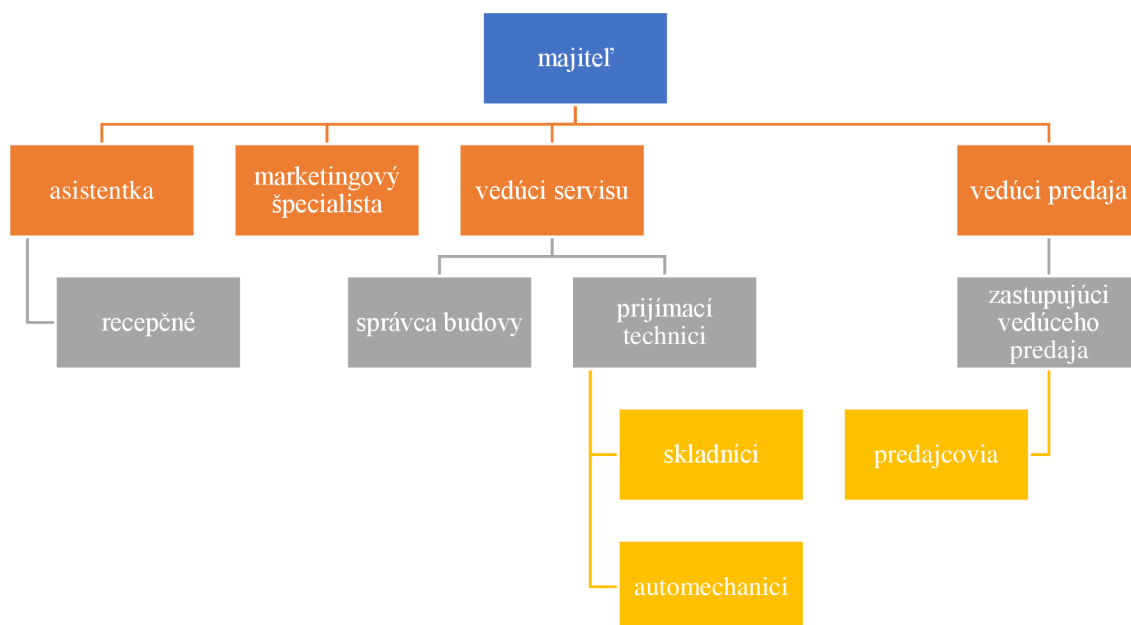 majiteľ
asistentka
marketingový
špecialista
vedúci servisu
vedúci predaja
recepčné
správca budovy
prijímací
technici
zastupujúci
vedúceho
predaja
skladníci
predajcovia
automechanici